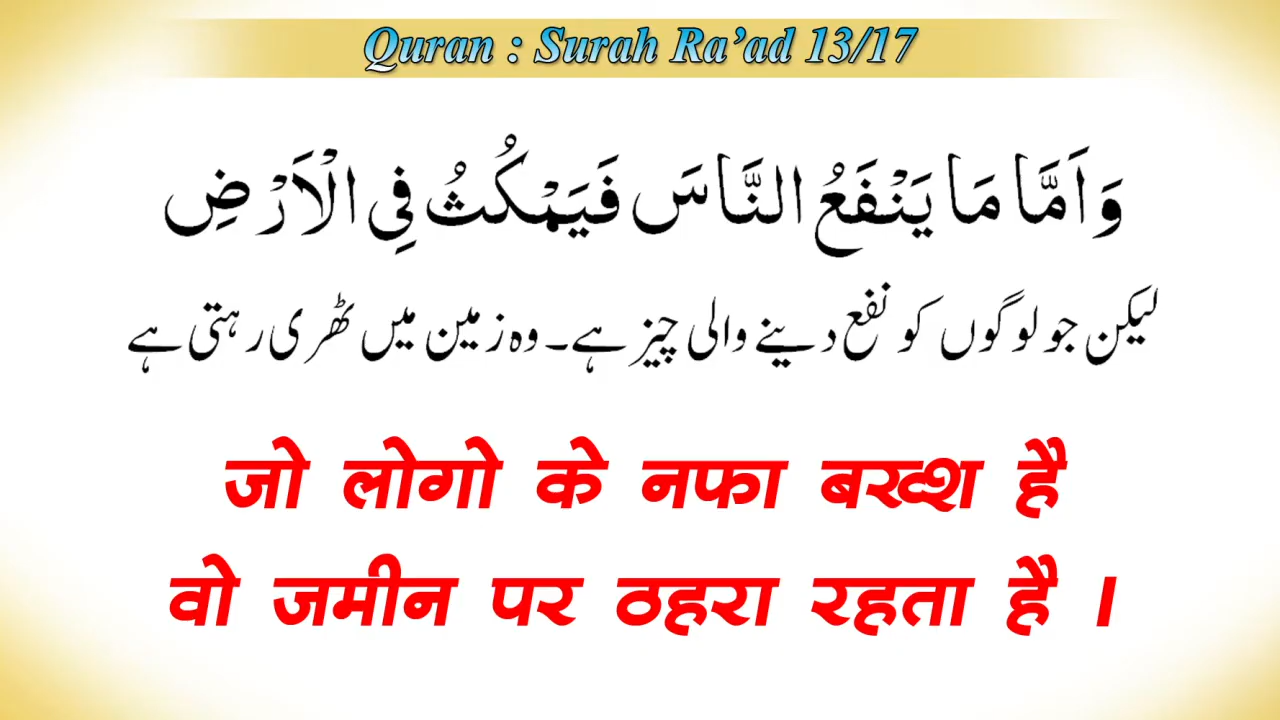 Quran : Surah Ra’ad 13/17
وَاَمَّا مَا يَنْفَعُ النَّاسَ فَيَمْكُثُ فِي الْاَرْضِ
لیکن جو لوگوں کو نفع دینے والی چیز ہے۔ وہ زمین میں ٹھری رہتی ہے
जो लोगो के नफा बख्श है
वो जमीन पर ठहरा रहता है ।